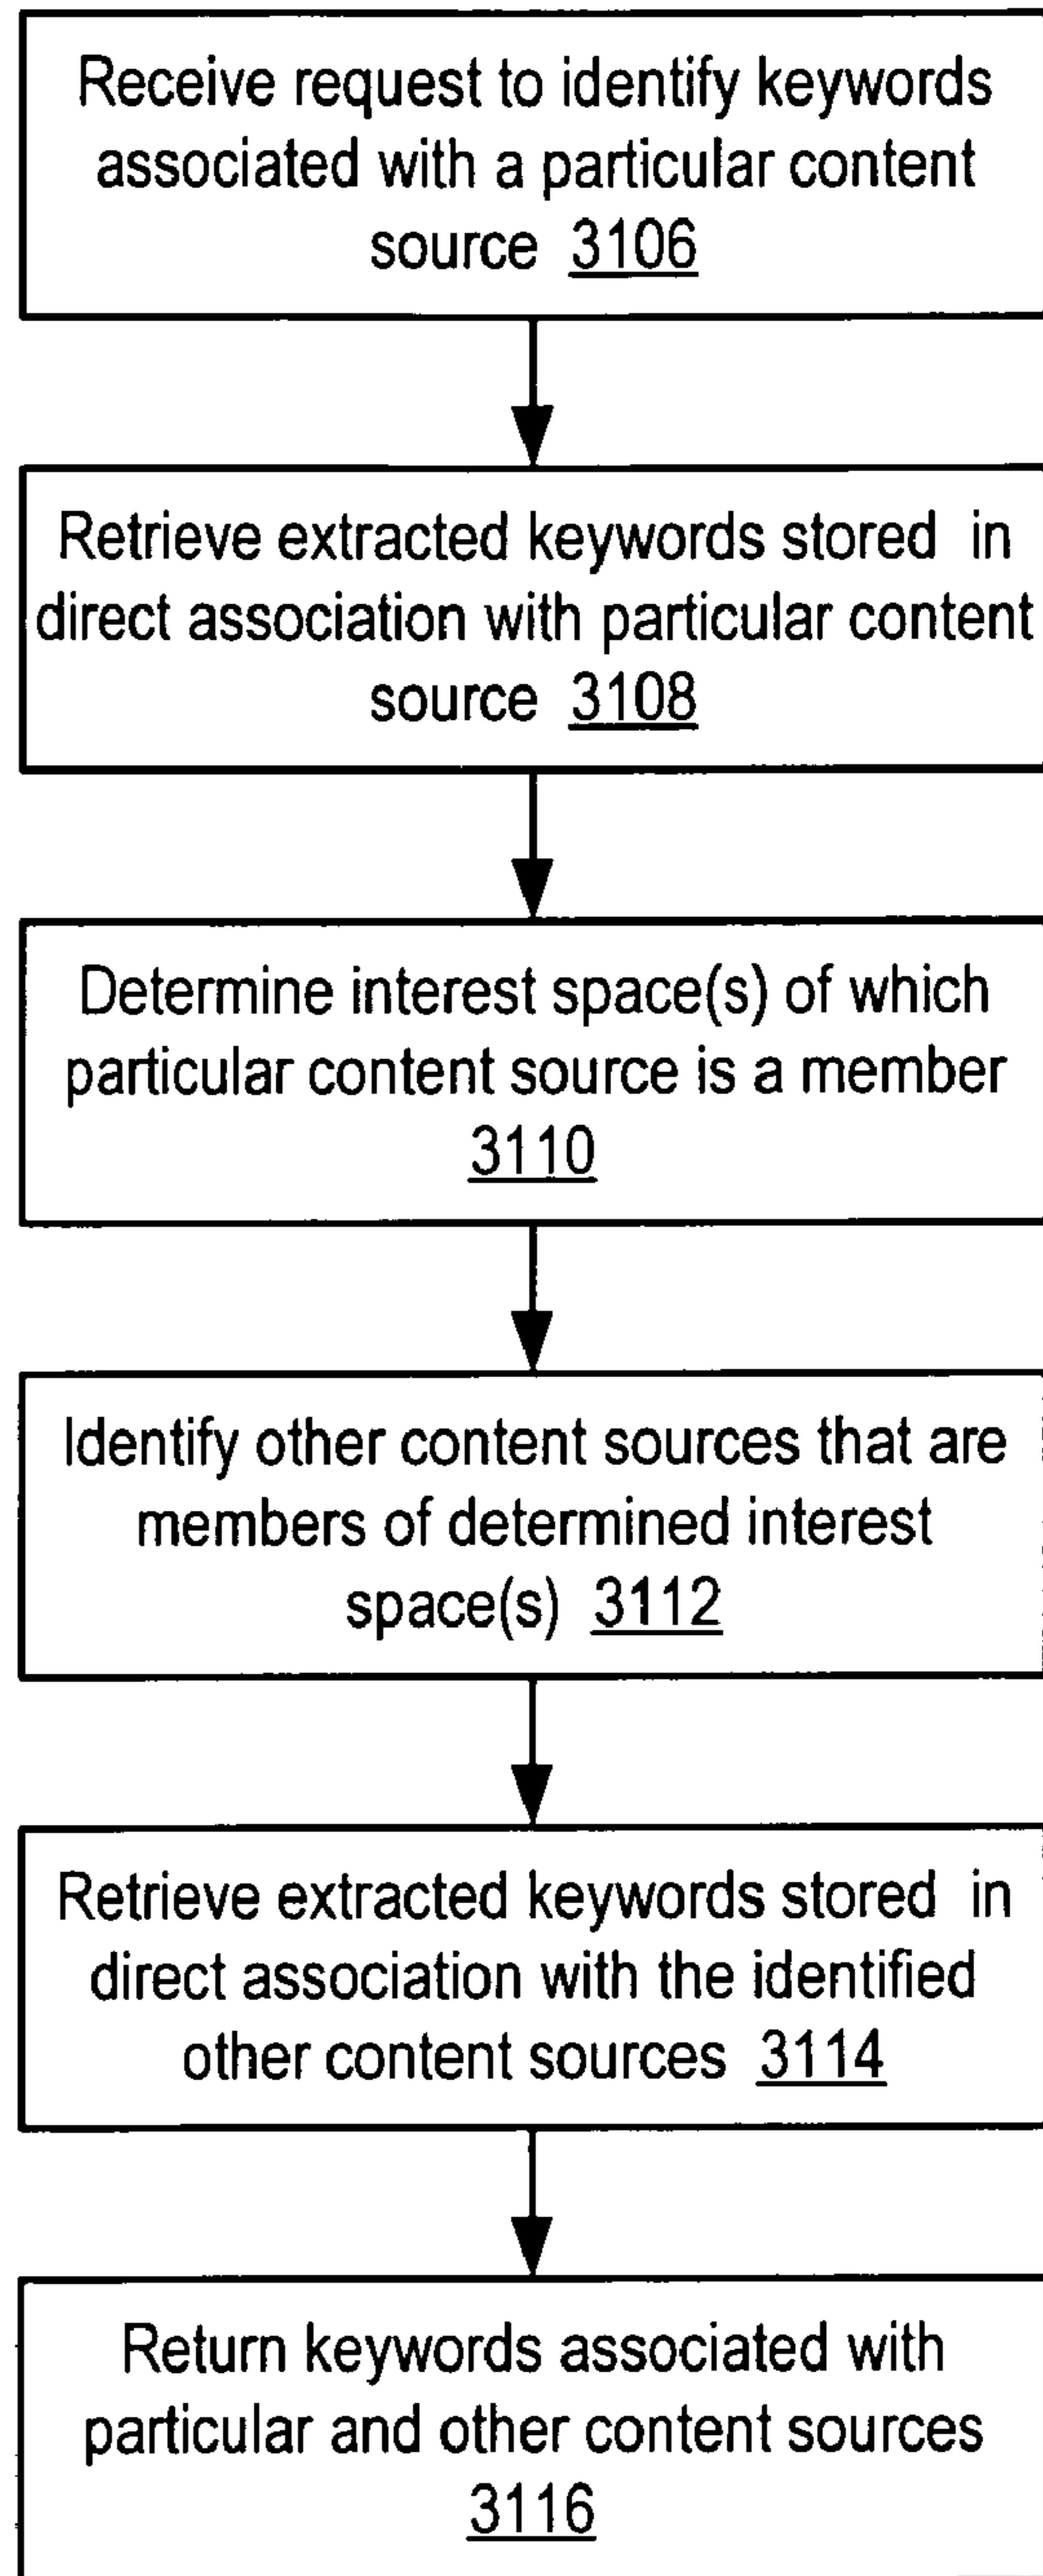 Receive request to identify keywords
associated with a particular content
source 3106
Retrieve extracted keywords stored in
direct association with particular content
source 3108
Determine interest space(s) of which
particular content source is a member
3110
Identify other content sources that are
members of determined interest
space(s) 3112
Retrieve extracted keywords stored in
direct association with the identified
other content sources 3114
Return keywords associated with
particular and other content sources
3116